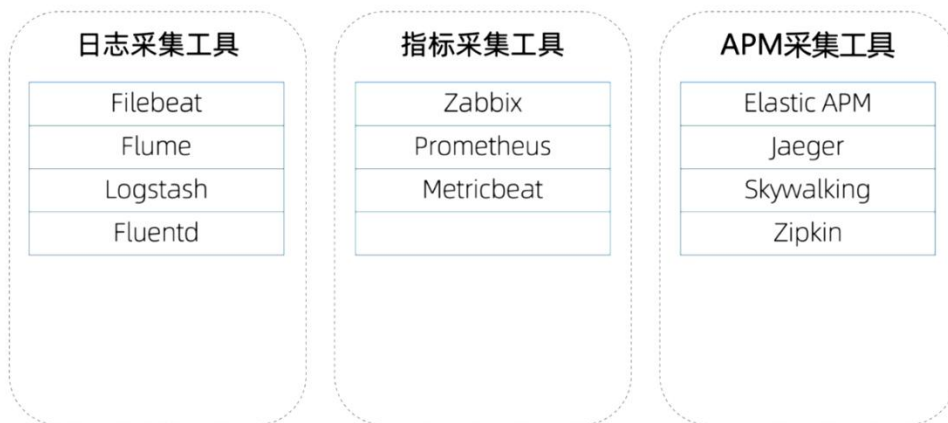 日志采集工具
Filebeat
Flume
Logstash
Fluentd
指标采集工具
Zabbix
Prometheus
Metricbeat
APM采集工具
Elastic APM
Jaeger
Skywalking
Zipkin